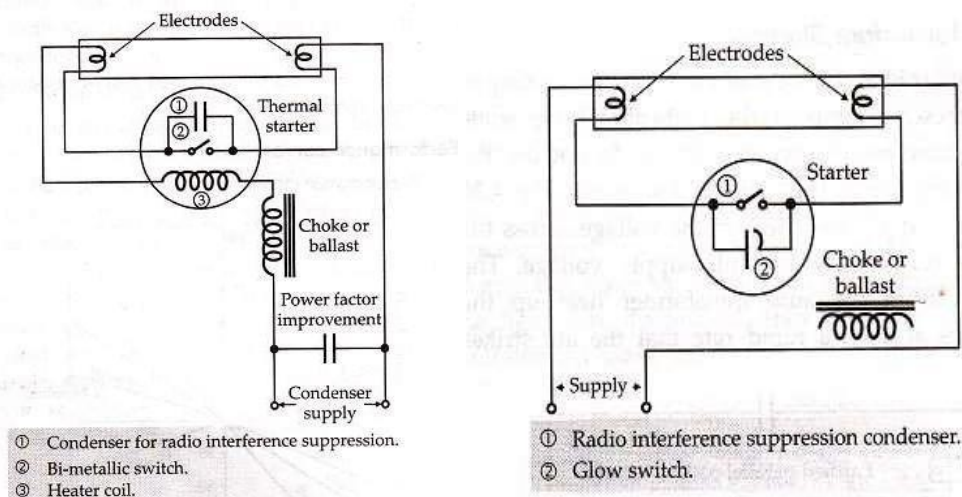 Electrodes
①
②
Thermal
starter
③
Choke or
ballast
Power factor
improvement
Condenser
supply
① Condenser for radio interference suppression.
② Bi-metallic switch.
③ Heater coil.
Electrodes
①
Starter
②
Choke or
ballast
Supply
① Radio interference suppression condenser.
② Glow switch.